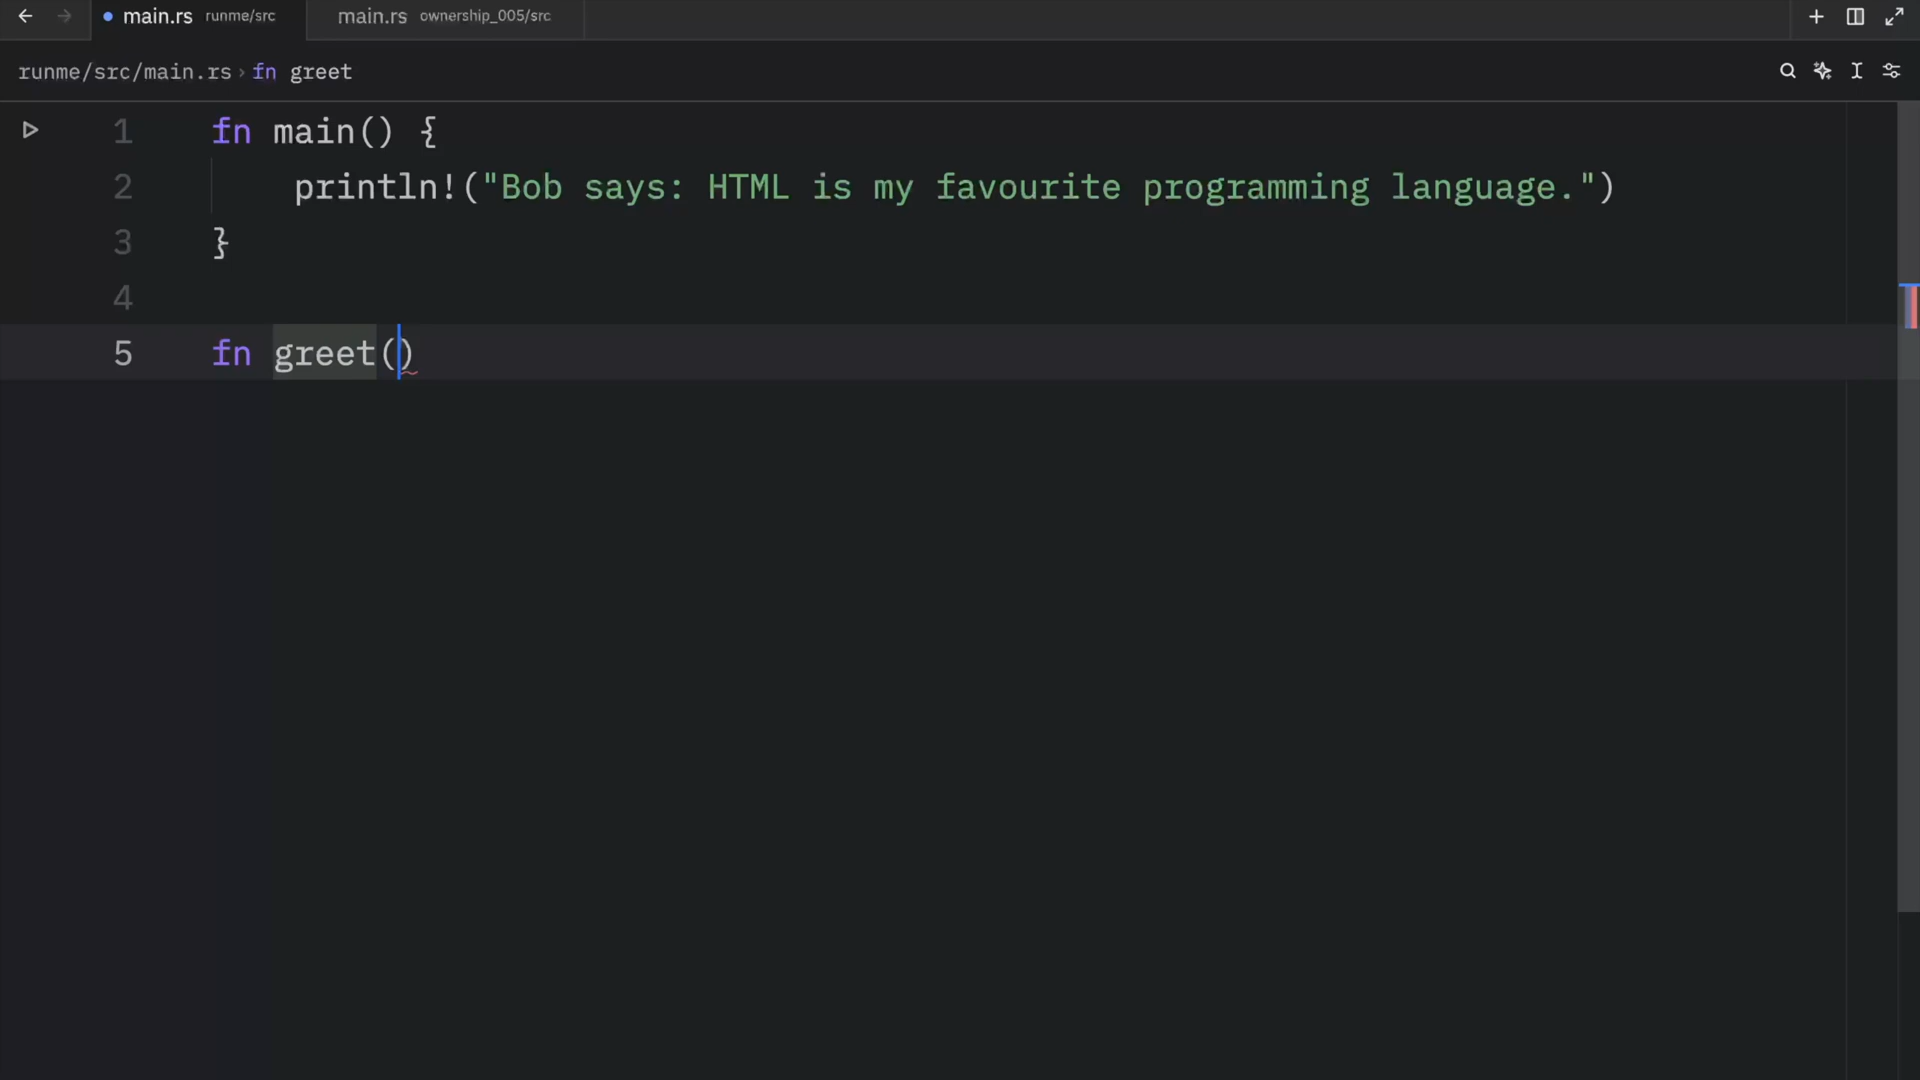 main.rs runme/src main.rs ownership_005/src
runme/src/main.rs › fn greet
1 fn main() {
2 println!("Bob says: HTML is my favourite programming language.")
3 }
4
5 fn greet()